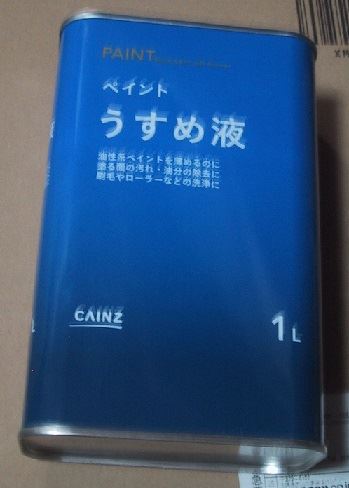 PAINT
ペイント
うすめ液
油性系ペイントを薄めるのに
塗る面の汚れ・油分の除去に
刷毛やローラーなどの洗浄に
CAINZ
1L